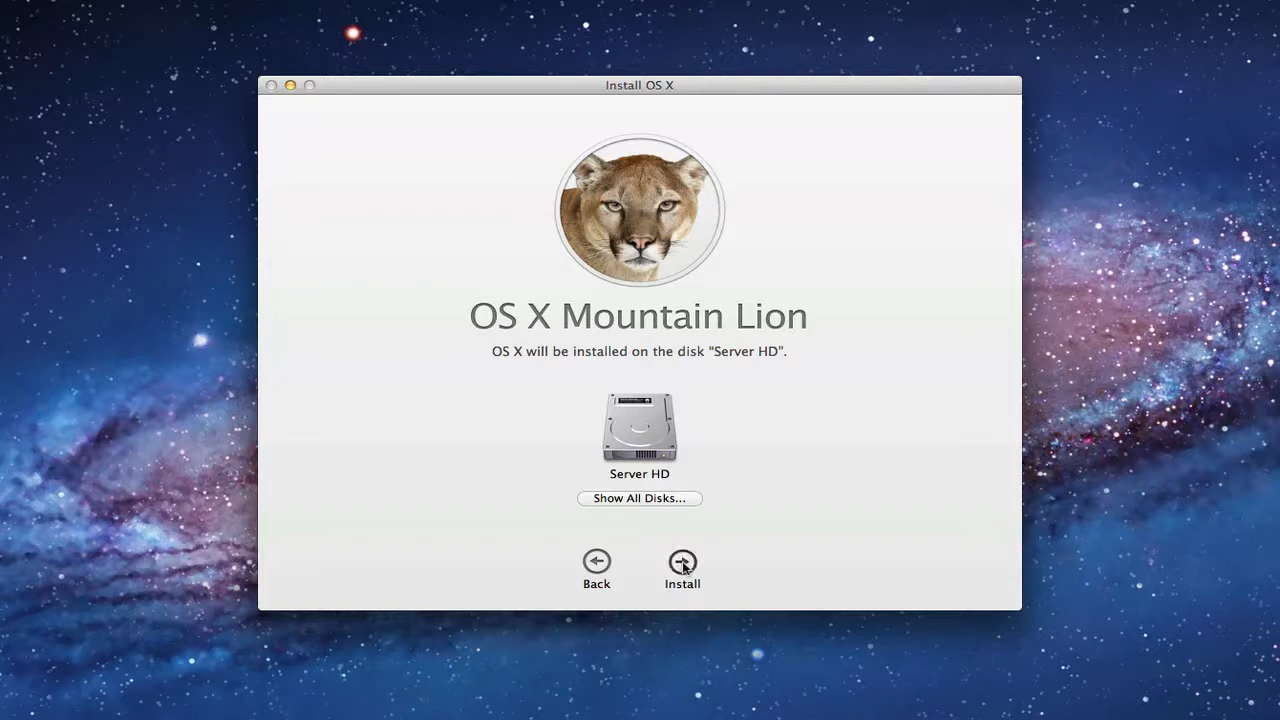 Install OS X
OS X Mountain Lion
OS X will be installed on the disk “Server HD”.
Server HD
Show All Disks...
Back
Install